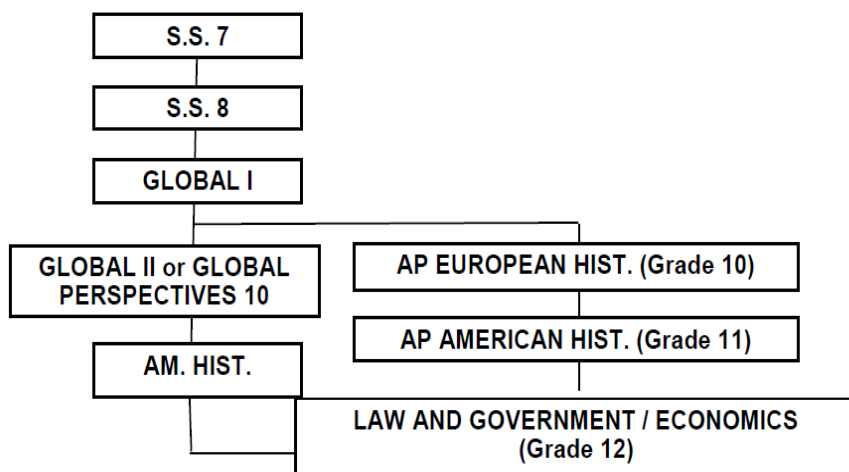 S.S. 7
S.S. 8
GLOBAL I
GLOBAL II or GLOBAL
PERSPECTIVES 10
AP EUROPEAN HIST. (Grade 10)
AP AMERICAN HIST. (Grade 11)
AM. HIST.
LAW AND GOVERNMENT / ECONOMICS
(Grade 12)